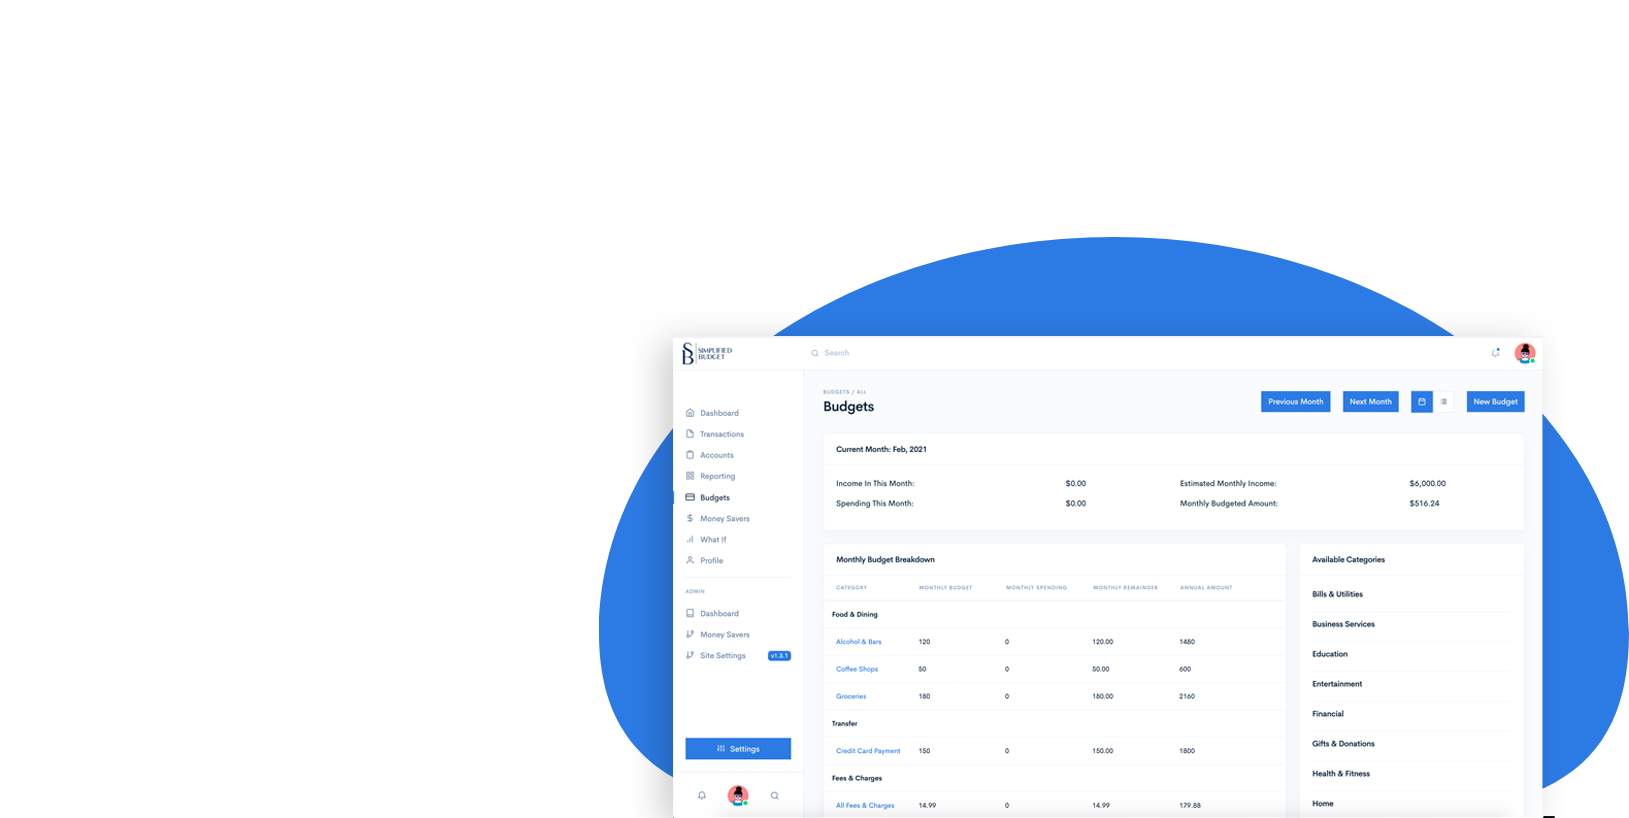 SIMPLIFIED
BUDGET
Search
Dashboard
Transactions
Accounts
Reporting
Budgets
Money Savers
What If
Profile
ADMIN
Dashboard
Money Savers
Site Settings v1.3.1
Settings
BUDGETS / ALL
Budgets
Previous Month Next Month New Budget
Current Month: Feb, 2021
Income In This Month: $0.00 Estimated Monthly Income: $6,000.00
Spending This Month: $0.00 Monthly Budgeted Amount: $516.24
Monthly Budget Breakdown
CATEGORY MONTHLY BUDGET MONTHLY SPENDING MONTHLY REMAINDER ANNUAL AMOUNT
Food & Dining
Alcohol & Bars 120 0 120.00 1480
Coffee Shops 50 0 50.00 600
Groceries 180 0 180.00 2160
Transfer
Credit Card Payment 150 0 150.00 1800
Fees & Charges
All Fees & Charges 14.99 0 14.99 179.88
Available Categories
Bills & Utilities
Business Services
Education
Entertainment
Financial
Gifts & Donations
Health & Fitness
Home